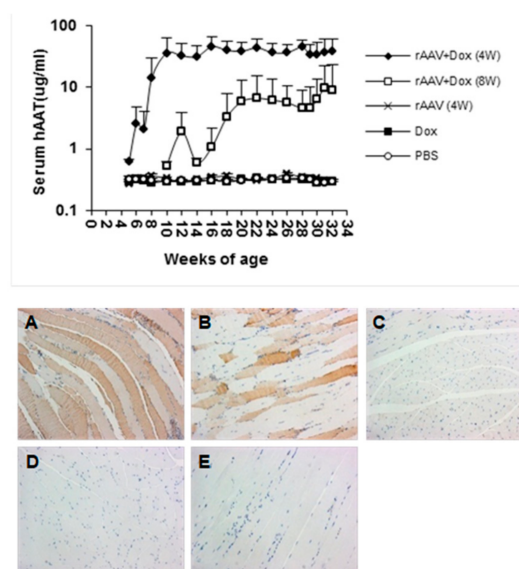 Serum hAAT(ug/ml)
100
10
1
0.1
0 2 4 6 8 10 12 14 16 18 20 22 24 26 28 30 32 34
Weeks of age
rAAV+Dox (4W)
rAAV+Dox (8W)
rAAV (4W)
Dox
PBS
A
B
C
D
E